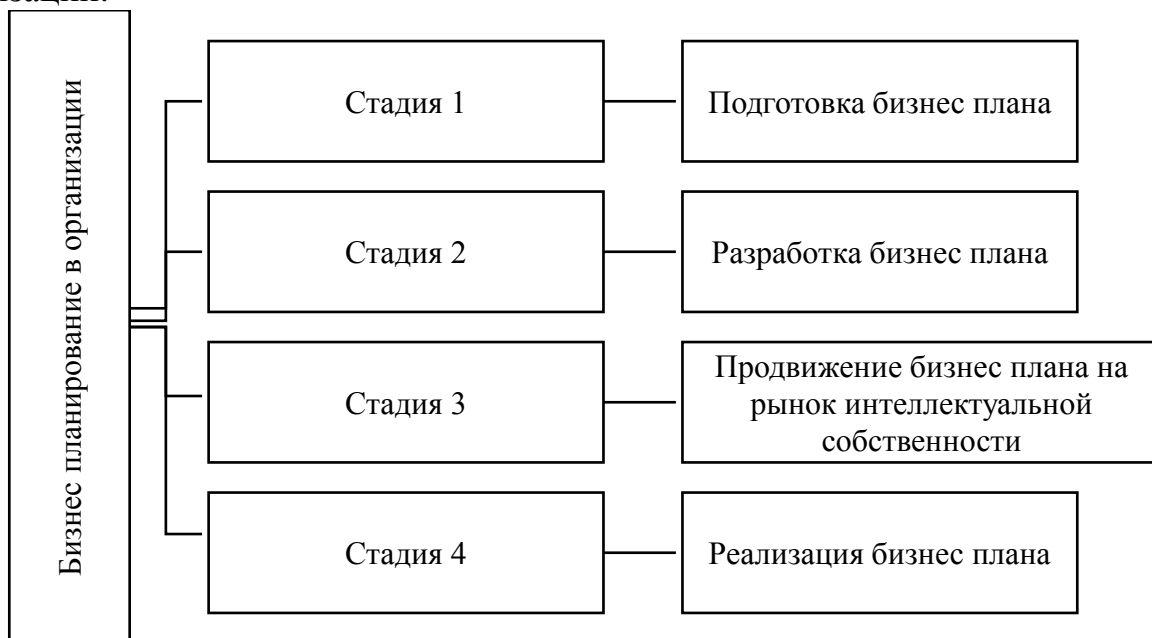 Бизнес планирование в организации
Стадия 1
Подготовка бизнес плана
Стадия 2
Разработка бизнес плана
Стадия 3
Продвижение бизнес плана на
рынок интеллектуальной
собственности
Стадия 4
Реализация бизнес плана